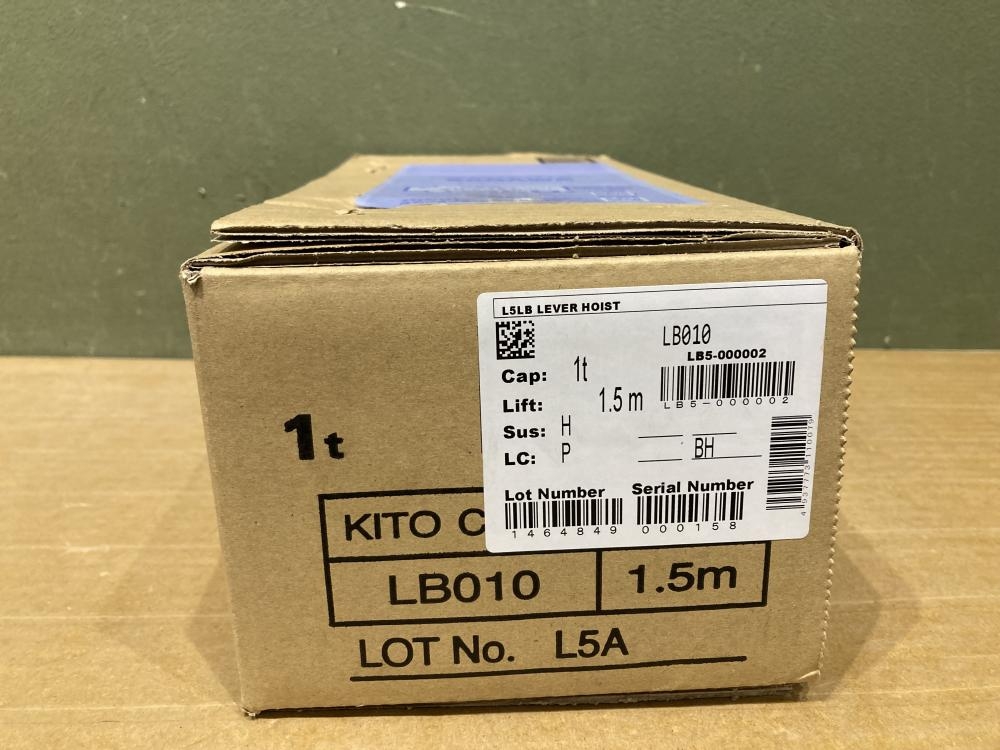 L5LB LEVER HOIST
LB010
LB5-000002
LB5-000002
Cap: 1t
Lift: 1.5 m
Sus: H
LC: P BH
Lot Number Serial Number
1464849 000158
4937773110079
1t
KITO C
LB010 1.5m
LOT No. L5A